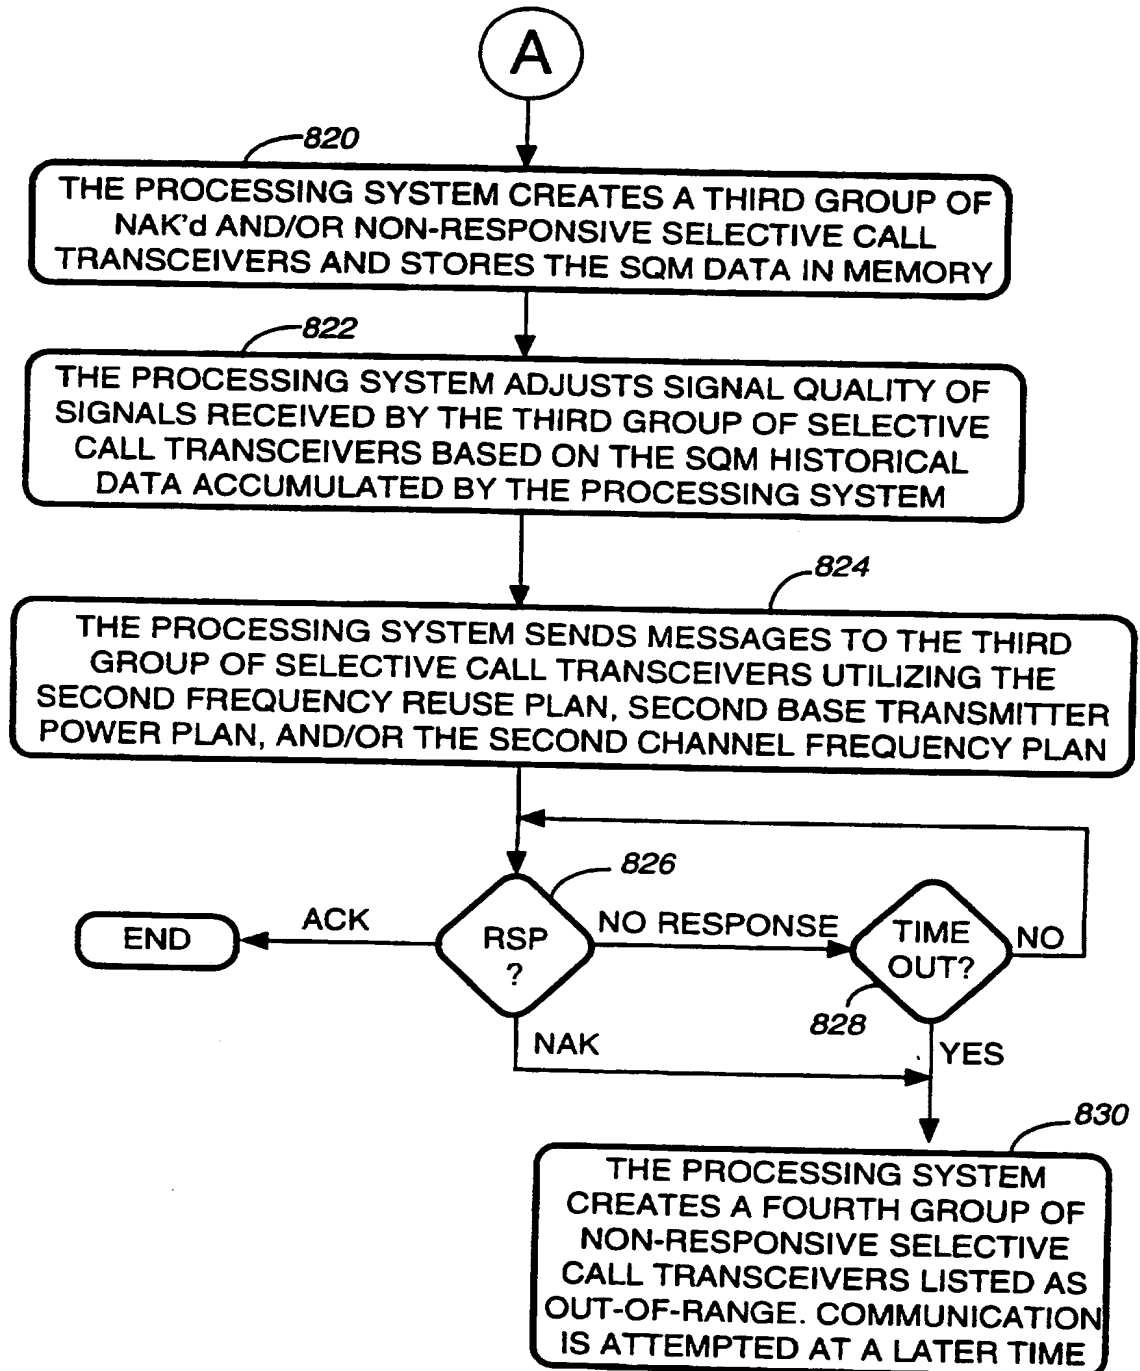 A
820
THE PROCESSING SYSTEM CREATES A THIRD GROUP OF
NAK'd AND/OR NON-RESPONSIVE SELECTIVE CALL
TRANSCEIVERS AND STORES THE SQM DATA IN MEMORY
822
THE PROCESSING SYSTEM ADJUSTS SIGNAL QUALITY OF
SIGNALS RECEIVED BY THE THIRD GROUP OF SELECTIVE
CALL TRANSCEIVERS BASED ON THE SQM HISTORICAL
DATA ACCUMULATED BY THE PROCESSING SYSTEM
824
THE PROCESSING SYSTEM SENDS MESSAGES TO THE THIRD
GROUP OF SELECTIVE CALL TRANSCEIVERS UTILIZING THE
SECOND FREQUENCY REUSE PLAN, SECOND BASE TRANSMITTER
POWER PLAN, AND/OR THE SECOND CHANNEL FREQUENCY PLAN
826
END
ACK
RSP
?
NO RESPONSE
TIME
OUT?
NO
828
NAK
YES
830
THE PROCESSING SYSTEM
CREATES A FOURTH GROUP OF
NON-RESPONSIVE SELECTIVE
CALL TRANSCEIVERS LISTED AS
OUT-OF-RANGE. COMMUNICATION
IS ATTEMPTED AT A LATER TIME